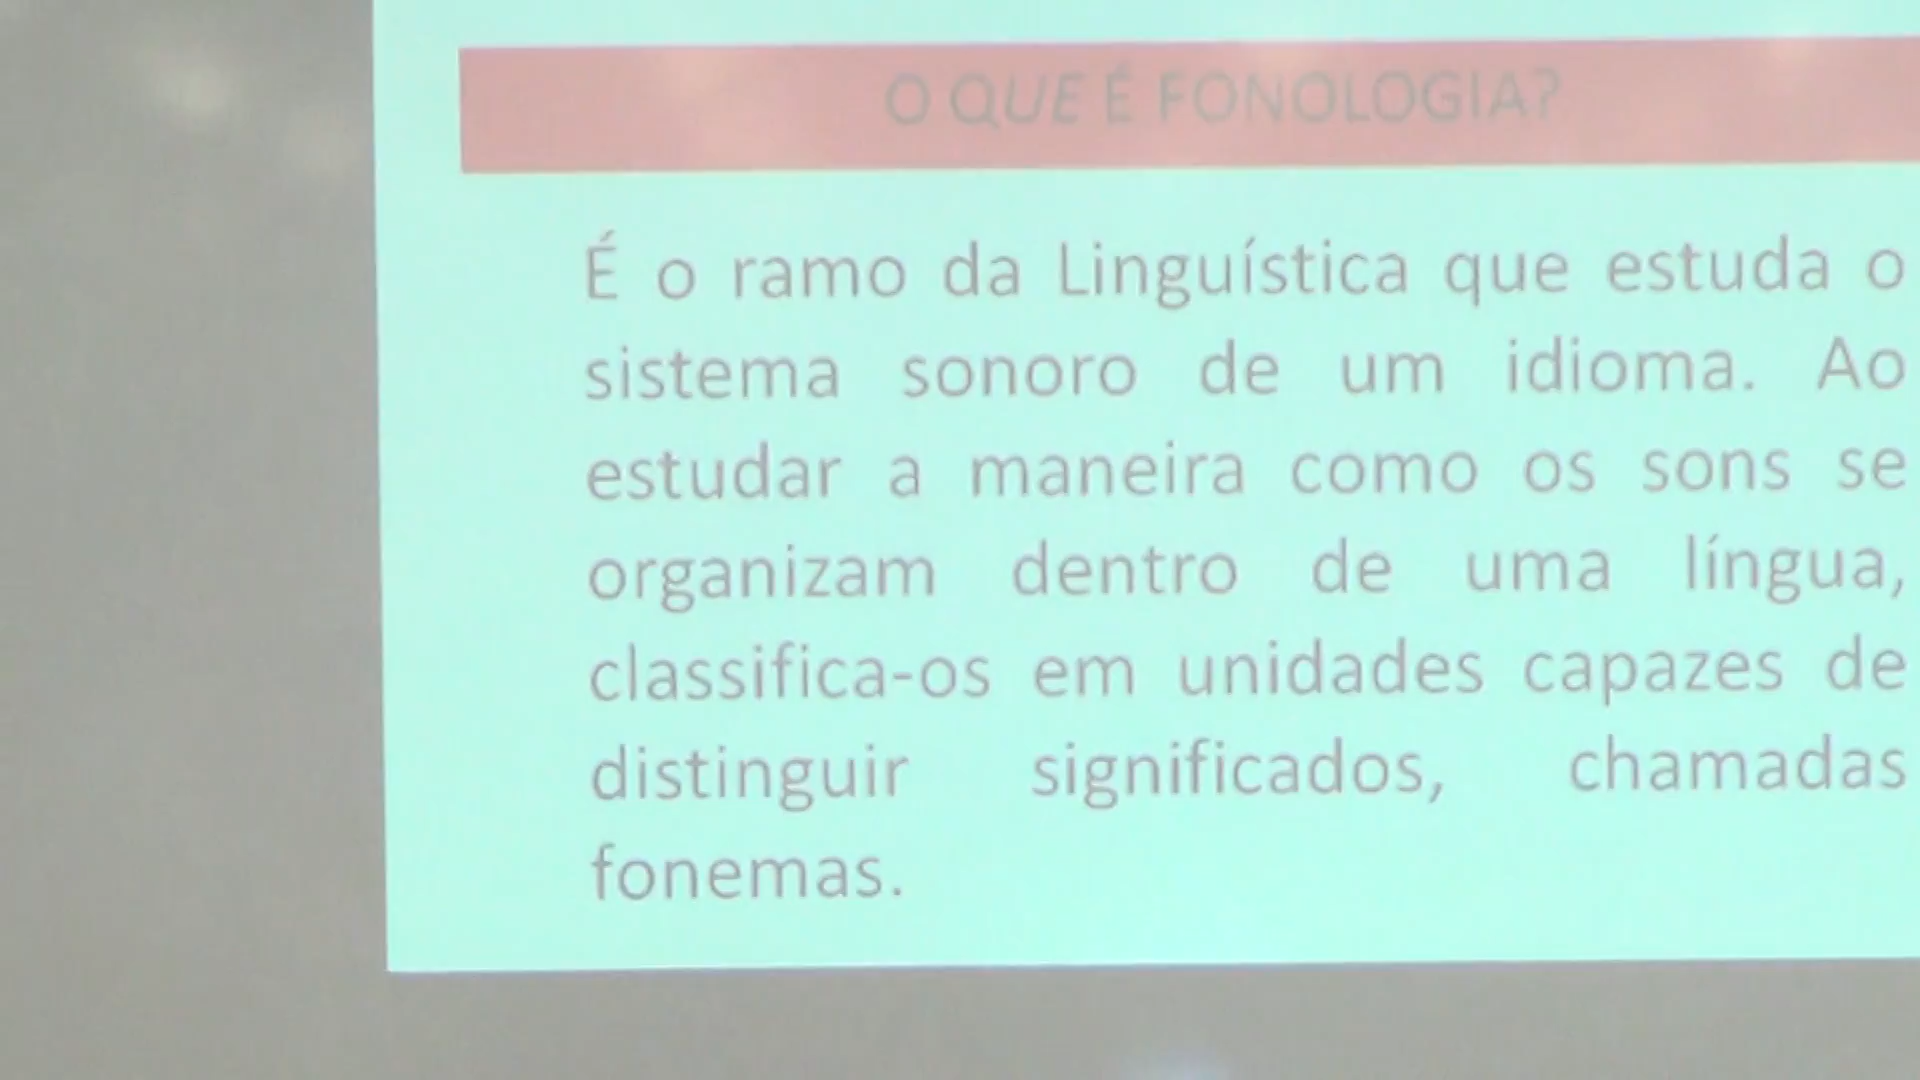 O QUE É FONOLOGIA?
É o ramo da Linguística que estuda o
sistema sonoro de um idioma. Ao
estudar a maneira como os sons se
organizam dentro de uma língua,
classifica-os em unidades capazes de
distinguir significados, chamadas
fonemas.